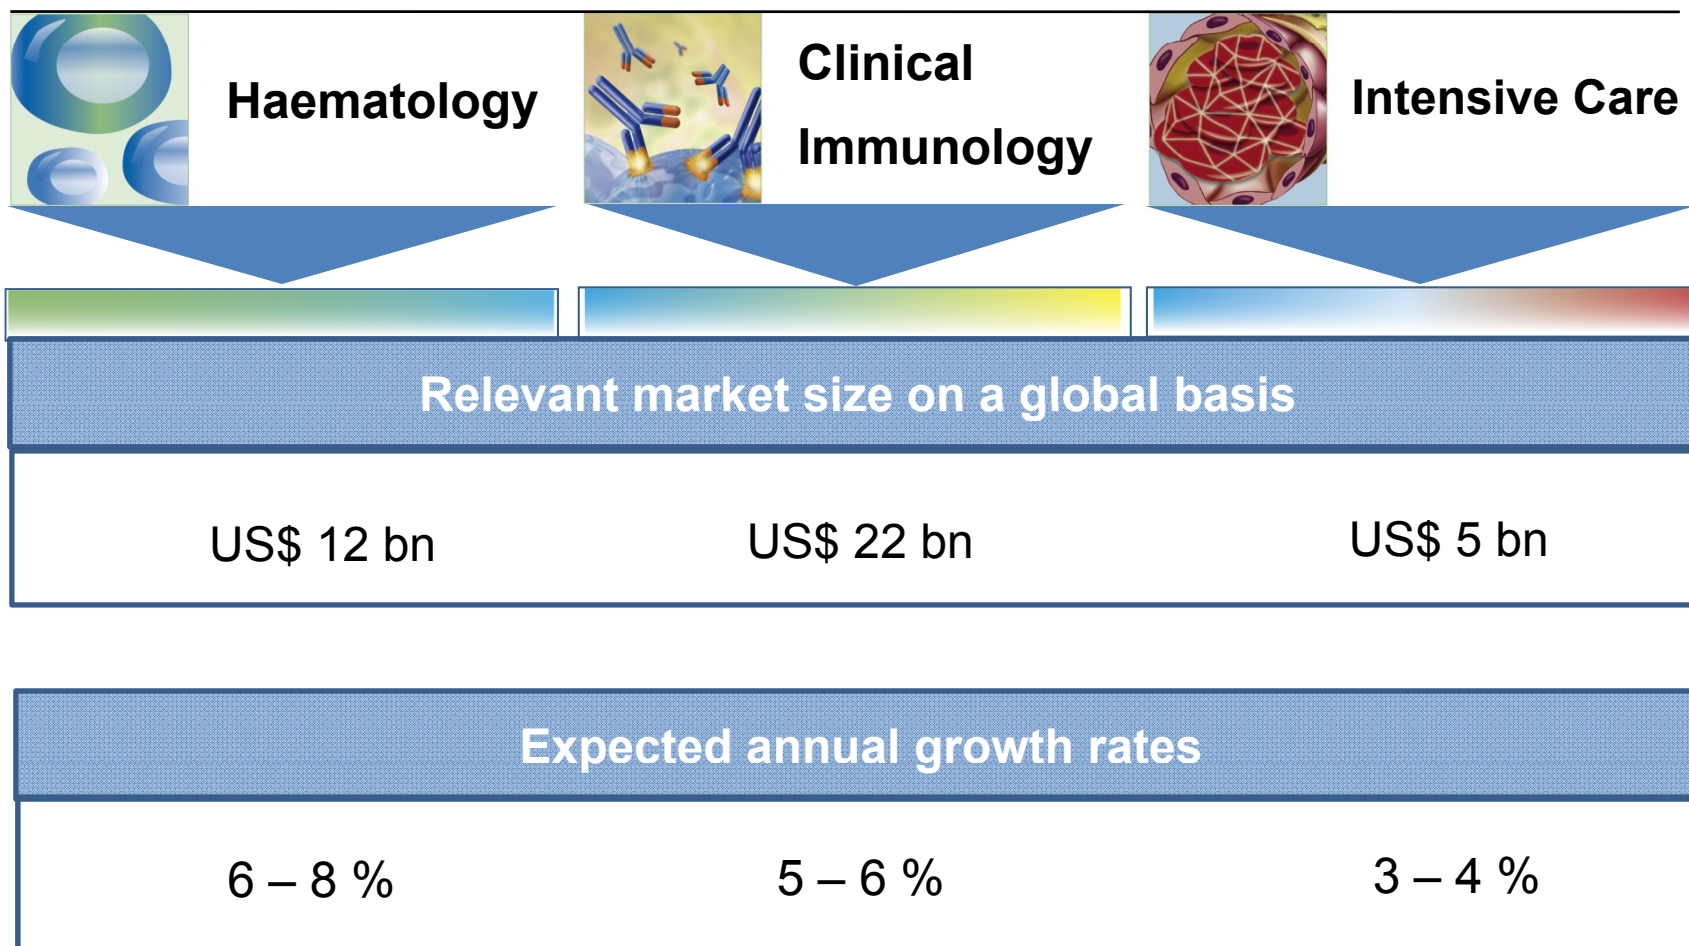 Haematology
Clinical
Immunology
Intensive Care
Relevant market size on a global basis
US$ 12 bn
US$ 22 bn
US$ 5 bn
Expected annual growth rates
6 – 8 %
5 – 6 %
3 – 4 %